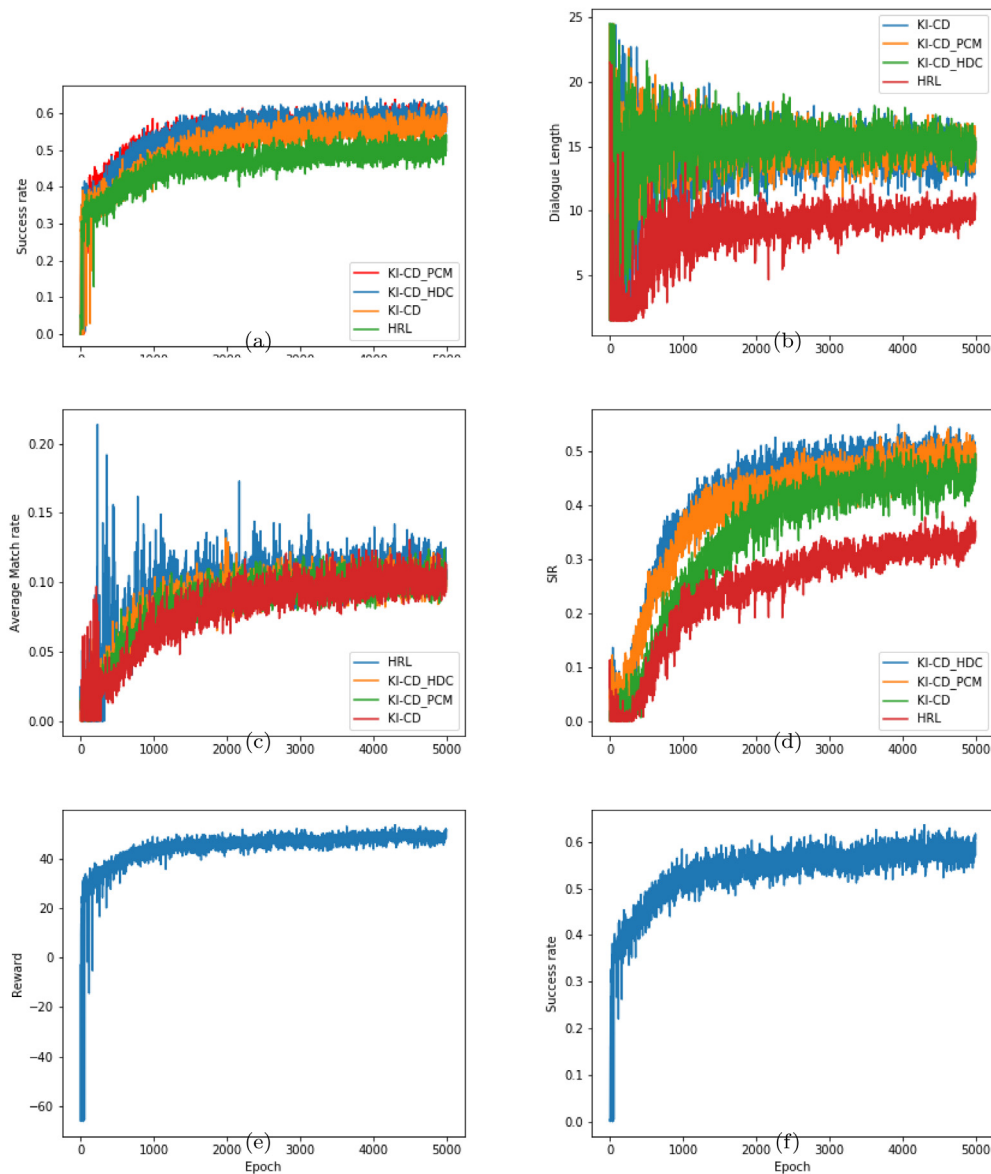 0.6
0.5
0.4
0.3
0.2
0.1
0.0
Success rate
KI-CD_PCM
KI-CD_HDC
KI-CD
HRL
0
1000
2000
3000
4000
5000
(a)
25
20
15
10
5
Dialogue Length
KI-CD
KI-CD_PCM
KI-CD_HDC
HRL
0
1000
2000
3000
4000
5000
(b)
0.20
0.15
0.10
0.05
0.00
Average Match rate
HRL
KI-CD_HDC
KI-CD_PCM
KI-CD
0
1000
2000
3000
4000
5000
(c)
0.5
0.4
0.3
0.2
0.1
0.0
SIR
KI-CD_HDC
KI-CD_PCM
KI-CD
HRL
0
1000
2000
3000
4000
5000
(d)
40
20
0
−20
−40
−60
Reward
0
1000
2000
3000
4000
5000
(e)
Epoch
0.6
0.5
0.4
0.3
0.2
0.1
0.0
Success rate
0
1000
2000
3000
4000
5000
(f)
Epoch